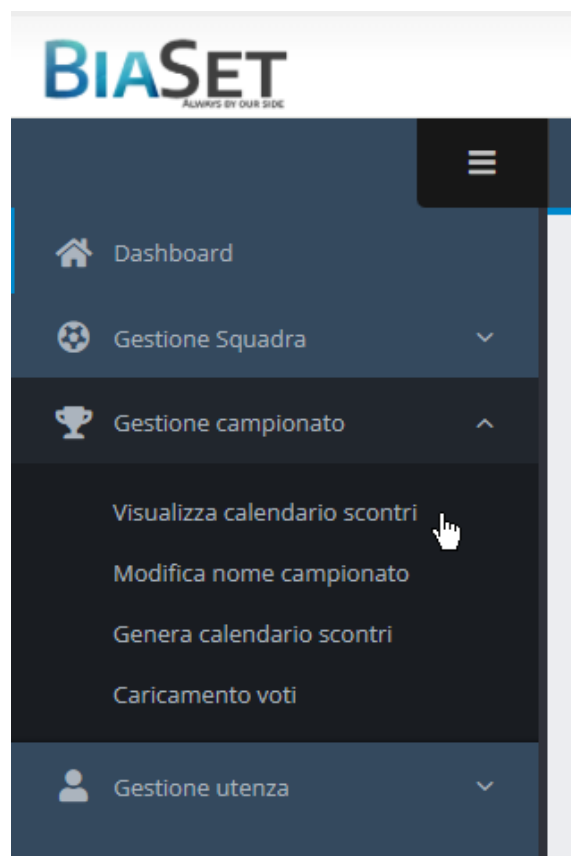 BIASET
ALWAYS BY OUR SIDE
Dashboard
Gestione Squadra
Gestione campionato
Visualizza calendario scontri
Modifica nome campionato
Genera calendario scontri
Caricamento voti
Gestione utenza